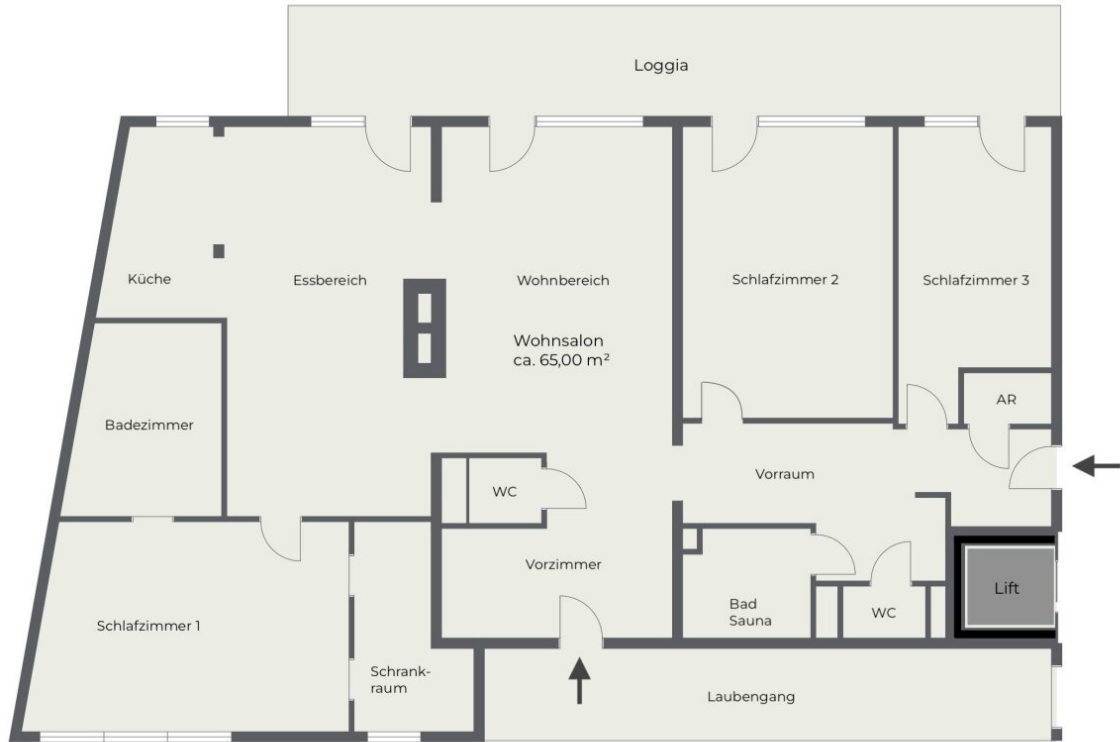 Loggia
Küche
Essbereich
Wohnbereich
Schlafzimmer 2
Schlafzimmer 3
Wohnsalon
ca. 65,00 m²
AR
Badezimmer
Vorraum
WC
Vorzimmer
Lift
Bad
Sauna
WC
Schlafzimmer 1
Schrank-
raum
Laubengang